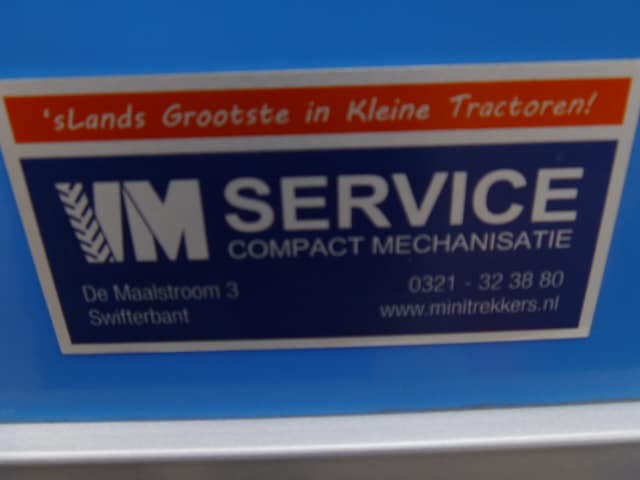 'sLands Grootste in Kleine Tractoren!
VM SERVICE
COMPACT MECHANISATIE
De Maalstroom 3
0321 - 32 38 80
Swifterbant
www.minitrekkers.nl